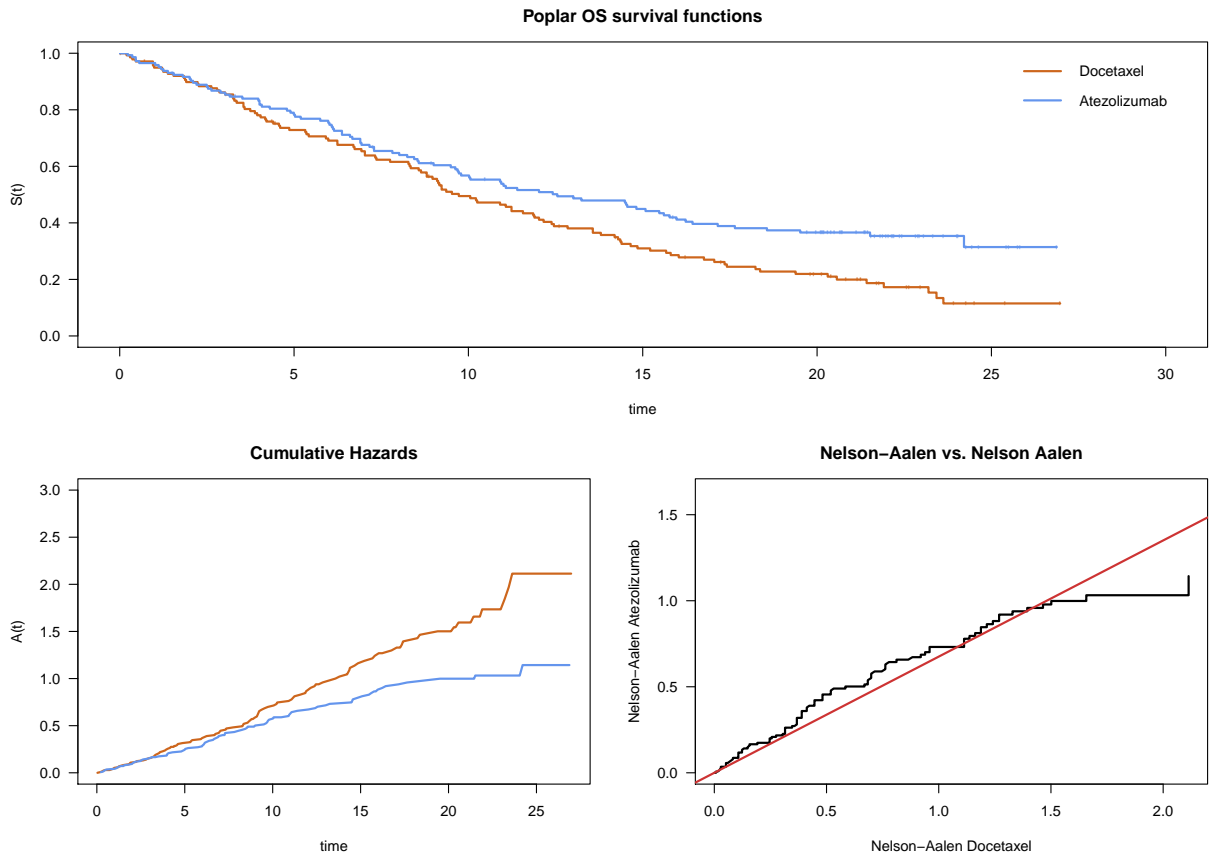 Poplar OS survival functions
1.0
0.8
0.6
0.4
0.2
0.0
S(t)
Docetaxel
Atezolizumab
0 5 10 15 20 25 30
time
Cumulative Hazards
3.0
2.5
2.0
1.5
1.0
0.5
0.0
A(t)
0 5 10 15 20 25
time
Nelson−Aalen vs. Nelson Aalen
1.5
1.0
0.5
0.0
Nelson−Aalen Atezolizumab
0.0 0.5 1.0 1.5 2.0
Nelson−Aalen Docetaxel